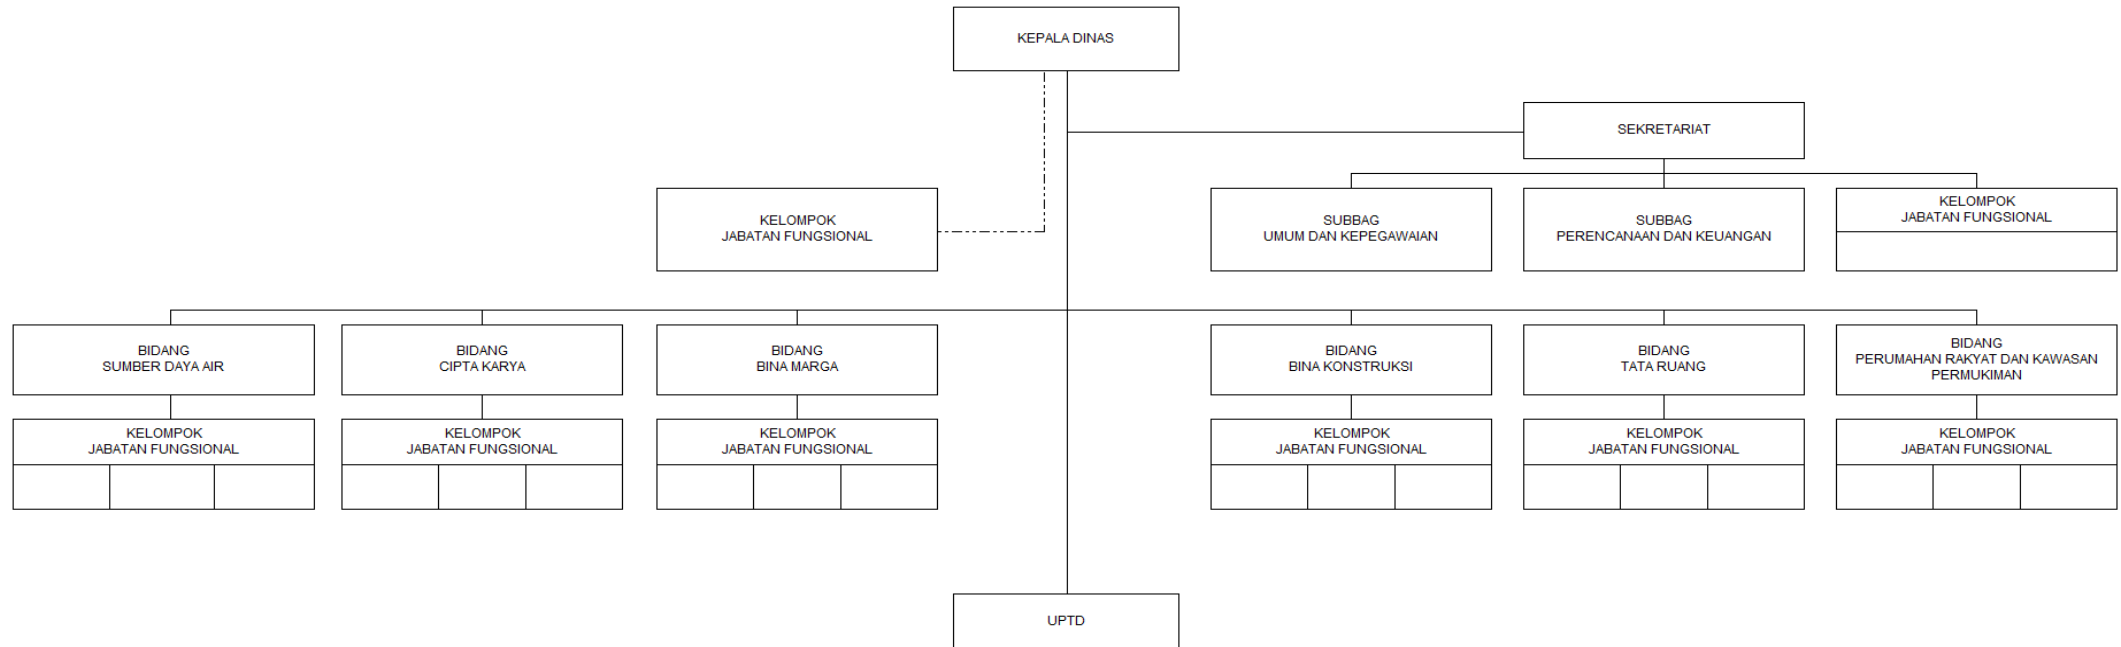 KEPALA DINAS
SEKRETARIAT
KELOMPOK
JABATAN FUNGSIONAL
SUBBAG
UMUM DAN KEPEGAWAIAN
SUBBAG
PERENCANAAN DAN KEUANGAN
KELOMPOK
JABATAN FUNGSIONAL
BIDANG
SUMBER DAYA AIR
BIDANG
CIPTA KARYA
BIDANG
BINA MARGA
BIDANG
BINA KONSTRUKSI
BIDANG
TATA RUANG
BIDANG
PERUMAHAN RAKYAT DAN KAWASAN
PERMUKIMAN
KELOMPOK
JABATAN FUNGSIONAL
KELOMPOK
JABATAN FUNGSIONAL
KELOMPOK
JABATAN FUNGSIONAL
KELOMPOK
JABATAN FUNGSIONAL
KELOMPOK
JABATAN FUNGSIONAL
KELOMPOK
JABATAN FUNGSIONAL
UPTD